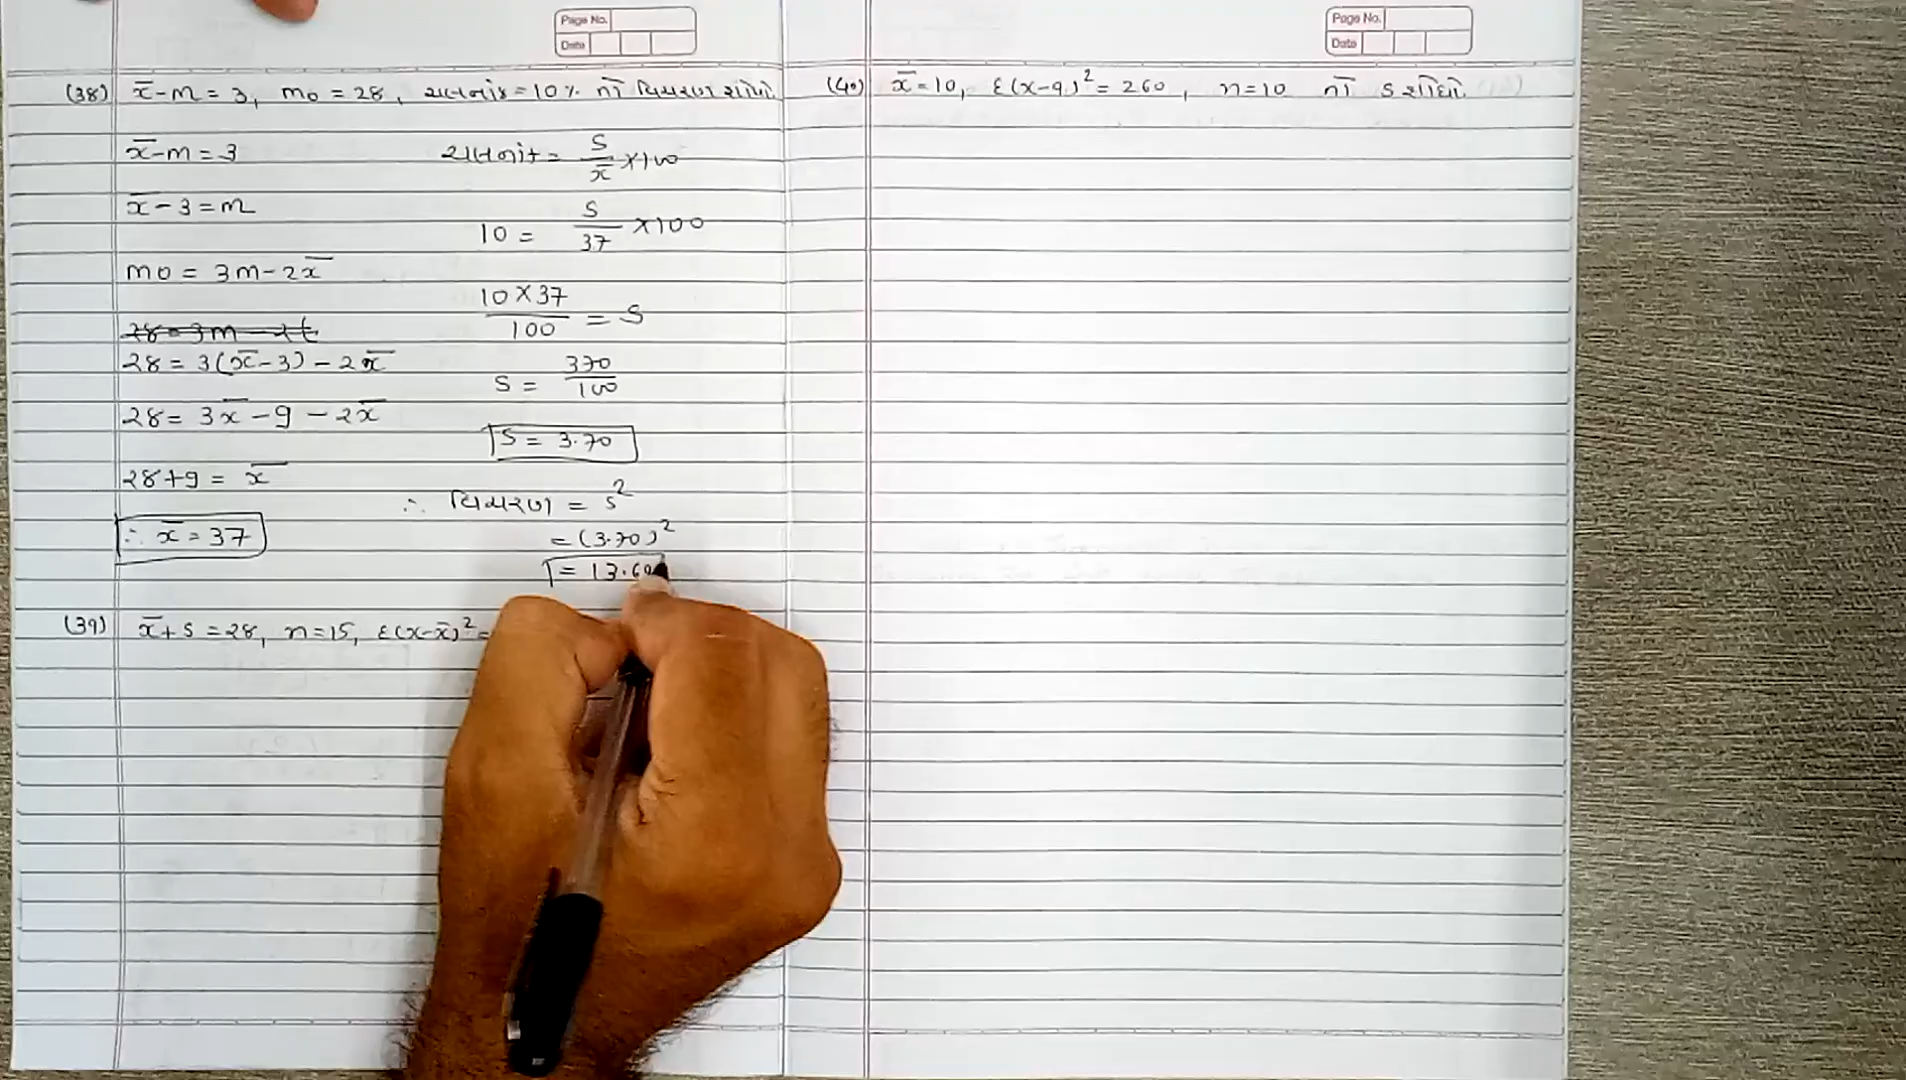 Page No.
Date
(38) x̄-m = 3, mo = 28, ચલનાંક = 10% તો વિચરણ શોધો
x̄-m = 3
x̄ - 3 = m
mo = 3m - 2x̄
28 = 3(x̄-3) - 2x̄
28 = 3x̄ - 9 - 2x̄
28+9 = x̄
∴ x̄ = 37
ચલનાંક = S/x̄ ×100
10 = S/37 ×100
10×37/100 = S
S = 370/100
S = 3.70
∴ વિચરણ = s²
= (3.70)²
= 13.69
(39) x̄+s = 28, n=15, Ɛ(x-x̄)² =
Page No.
Date
(40) x̄=10, Ɛ(x-9)² = 260, n=10 તો S શોધો.